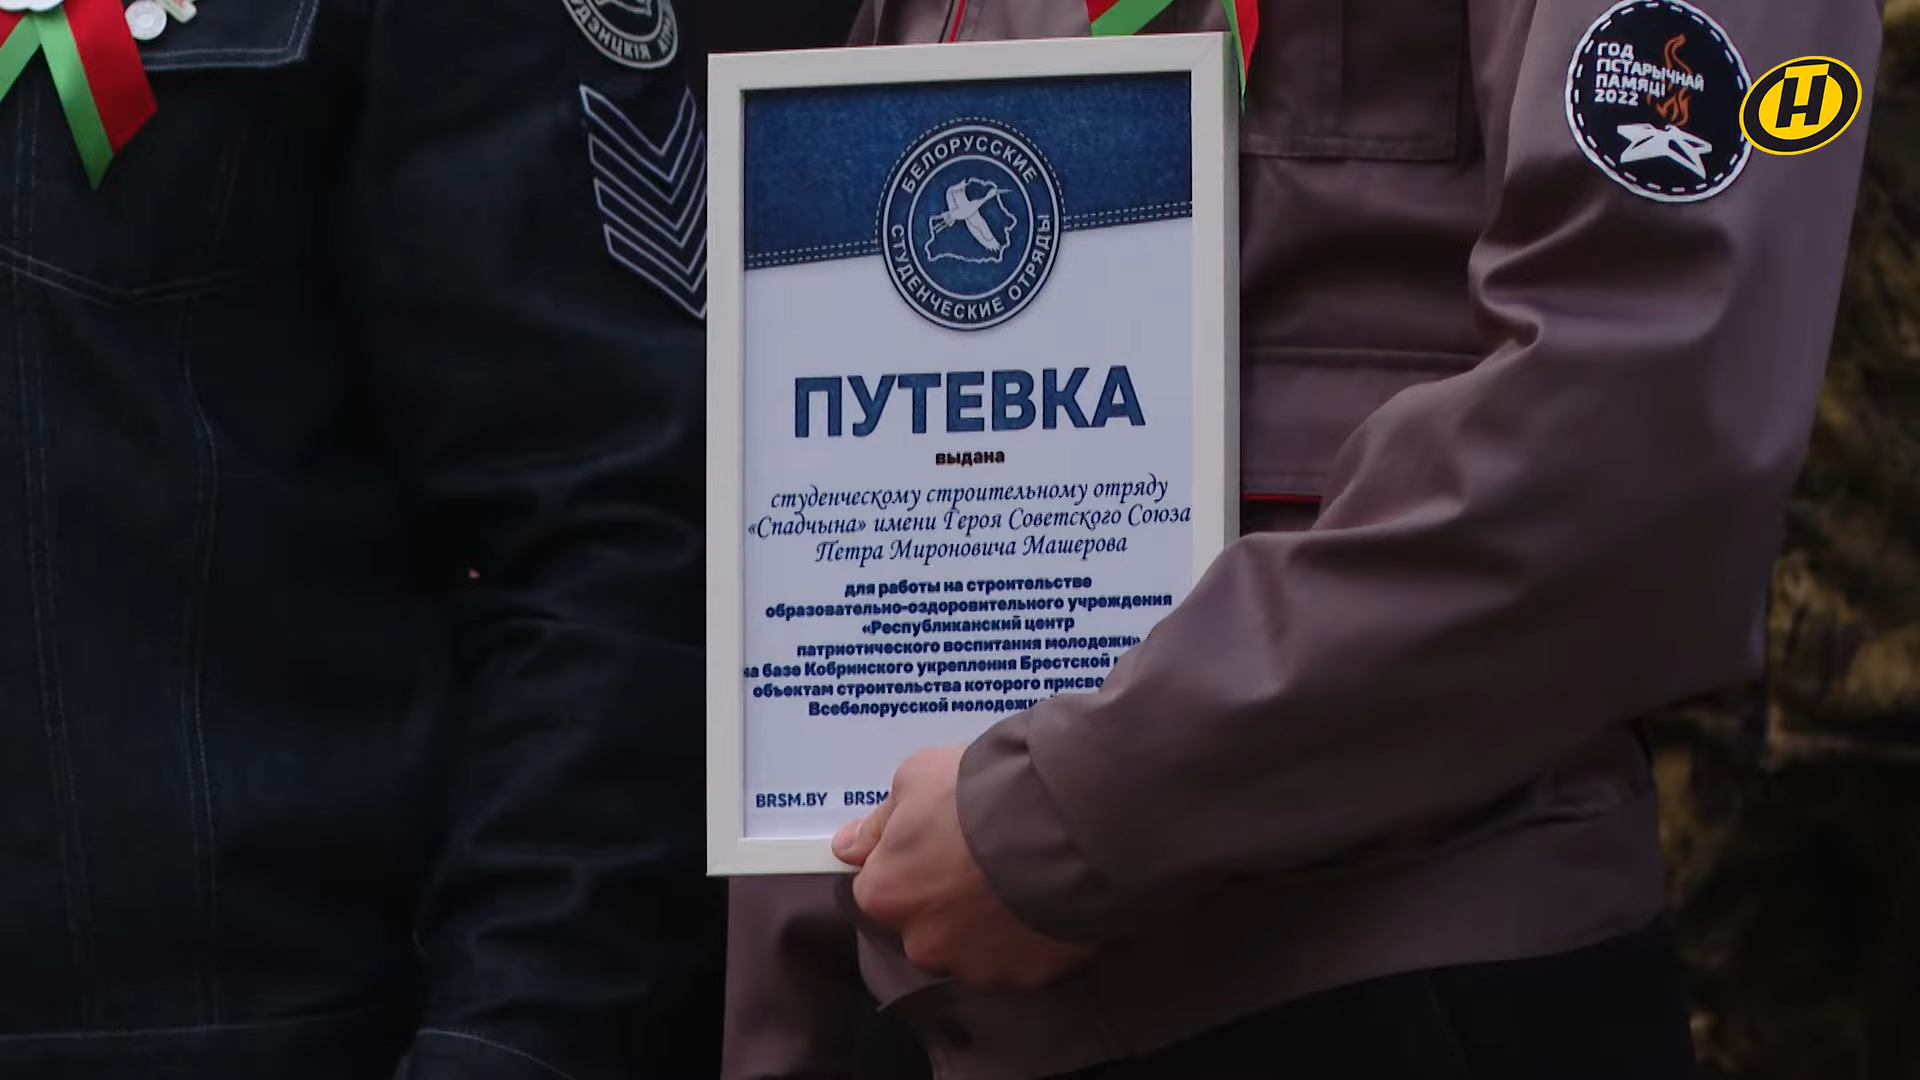 ГОД
ГІСТАРЫЧНАЙ
ПАМЯЦІ
2022
Н
БЕЛОРУССКИЕ
СТУДЕНЧЕСКИЕ ОТРЯДЫ
ПУТЕВКА
выдана
студенческому строительному отряду
«Спадчына» имени Героя Советского Союза
Петра Мироновича Машерова
для работы на строительстве
образовательно-оздоровительного учреждения
«Республиканский центр
патриотического воспитания молодежи»
на базе Кобринского укрепления Брестской
объектам строительства которого
Всебелорусской
BRSM.BY